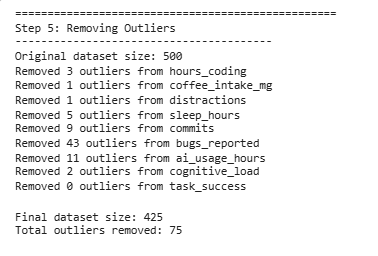 ==================================================
Step 5: Removing Outliers
----------------------------------------
Original dataset size: 500
Removed 3 outliers from hours_coding
Removed 1 outliers from coffee_intake_mg
Removed 1 outliers from distractions
Removed 5 outliers from sleep_hours
Removed 9 outliers from commits
Removed 43 outliers from bugs_reported
Removed 11 outliers from ai_usage_hours
Removed 2 outliers from cognitive_load
Removed 0 outliers from task_success
Final dataset size: 425
Total outliers removed: 75